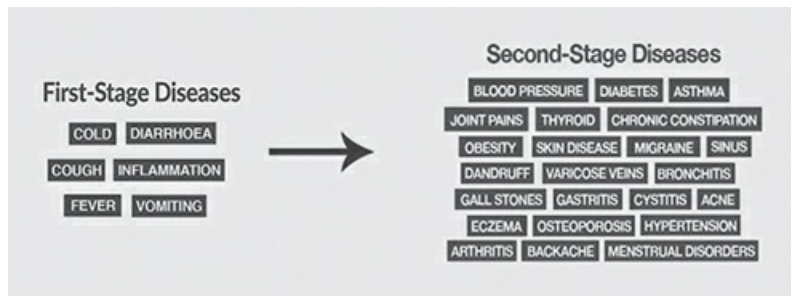 First-Stage Diseases
COLD DIARRHOEA
COUGH INFLAMMATION
FEVER VOMITING
Second-Stage Diseases
BLOOD PRESSURE DIABETES ASTHMA
JOINT PAINS THYROID CHRONIC CONSTIPATION
OBESITY SKIN DISEASE MIGRAINE SINUS
DANDRUFF VARICOSE VEINS BRONCHITIS
GALL STONES GASTRITIS CYSTITIS ACNE
ECZEMA OSTEOPOROSIS HYPERTENSION
ARTHRITIS BACKACHE MENSTRUAL DISORDERS